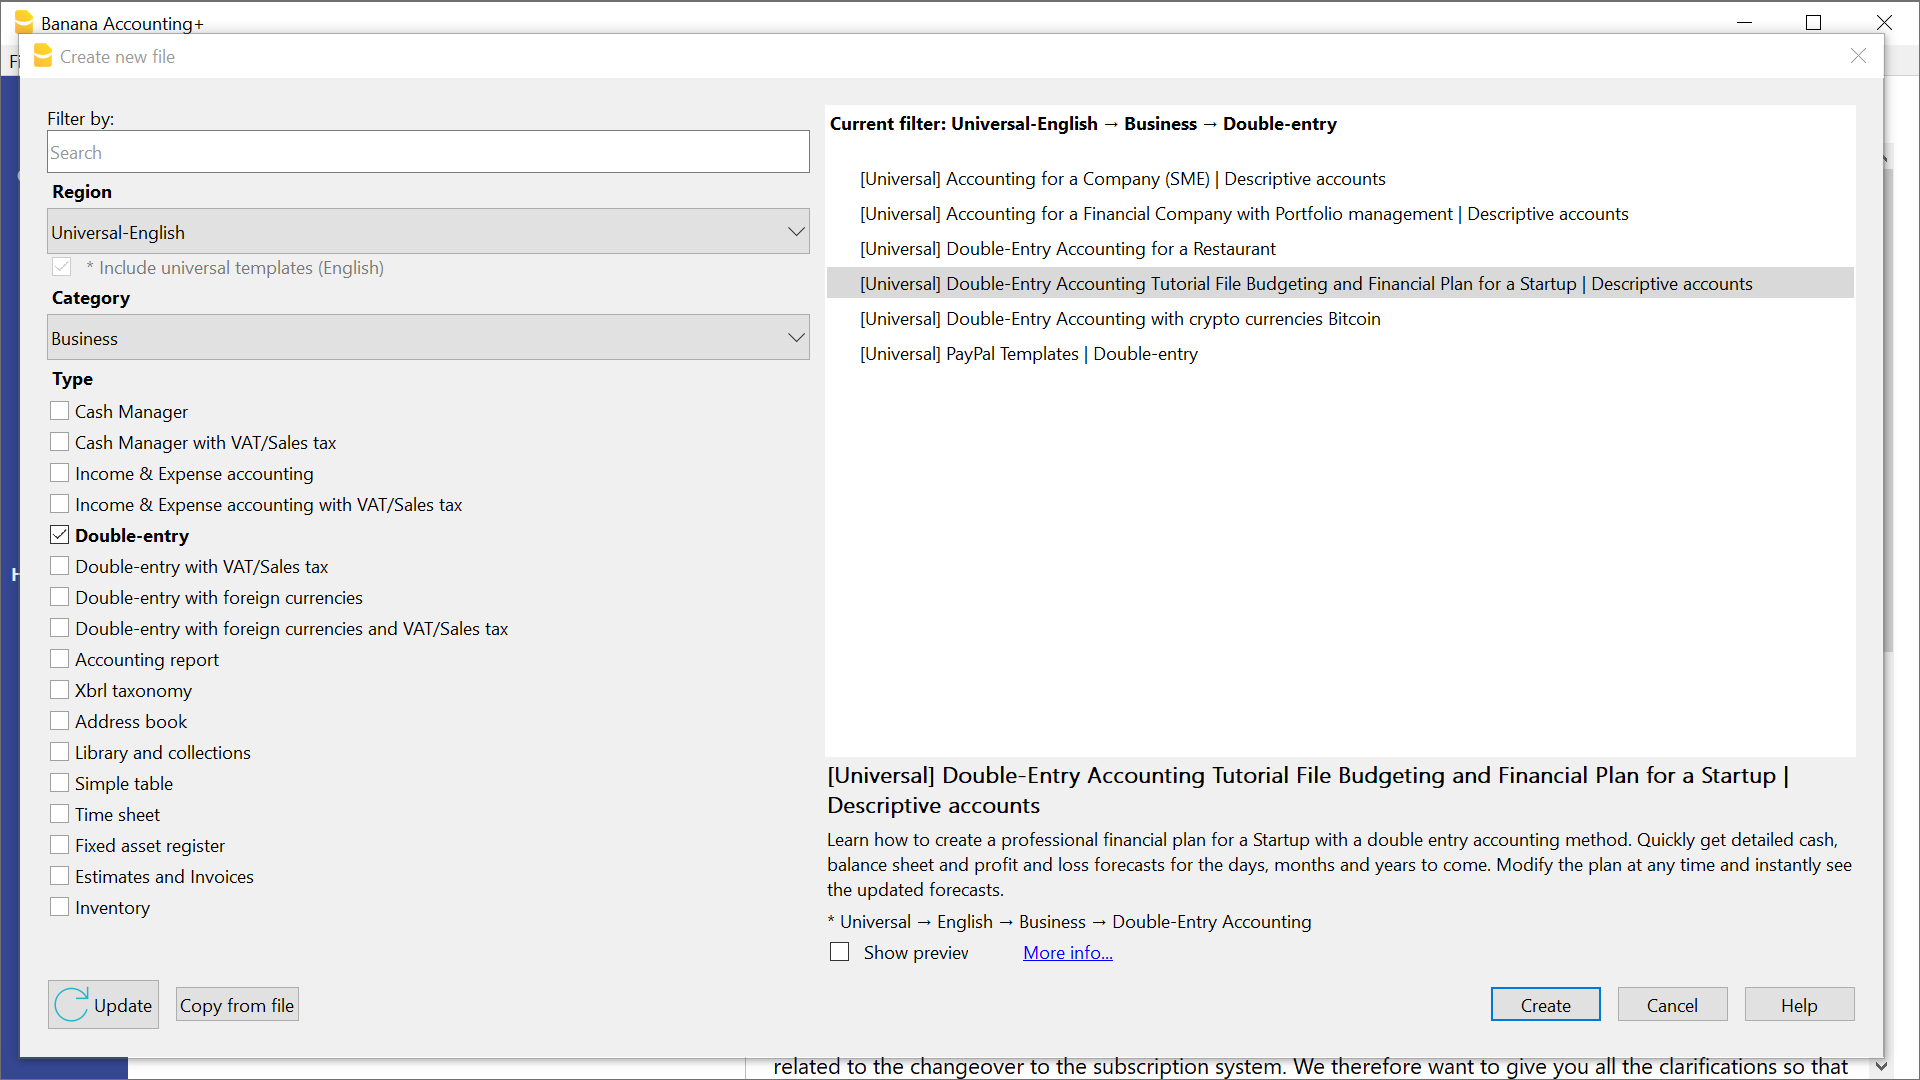 Banana Accounting+
Create new file
Filter by:
Search
Region
Universal-English
* Include universal templates (English)
Category
Business
Type
Cash Manager
Cash Manager with VAT/Sales tax
Income & Expense accounting
Income & Expense accounting with VAT/Sales tax
Double-entry
Double-entry with VAT/Sales tax
Double-entry with foreign currencies
Double-entry with foreign currencies and VAT/Sales tax
Accounting report
Xbrl taxonomy
Address book
Library and collections
Simple table
Time sheet
Fixed asset register
Estimates and Invoices
Inventory
Update
Copy from file
Current filter: Universal-English → Business → Double-entry
[Universal] Accounting for a Company (SME) | Descriptive accounts
[Universal] Accounting for a Financial Company with Portfolio management | Descriptive accounts
[Universal] Double-Entry Accounting for a Restaurant
[Universal] Double-Entry Accounting Tutorial File Budgeting and Financial Plan for a Startup | Descriptive accounts
[Universal] Double-Entry Accounting with crypto currencies Bitcoin
[Universal] PayPal Templates | Double-entry
[Universal] Double-Entry Accounting Tutorial File Budgeting and Financial Plan for a Startup |
Descriptive accounts
Learn how to create a professional financial plan for a Startup with a double entry accounting method. Quickly get detailed cash,
balance sheet and profit and loss forecasts for the days, months and years to come. Modify the plan at any time and instantly see
the updated forecasts.
* Universal → English → Business → Double-Entry Accounting
Show preview
More info...
Create
Cancel
Help
related to the changeover to the subscription system. We therefore want to give you all the clarifications so that